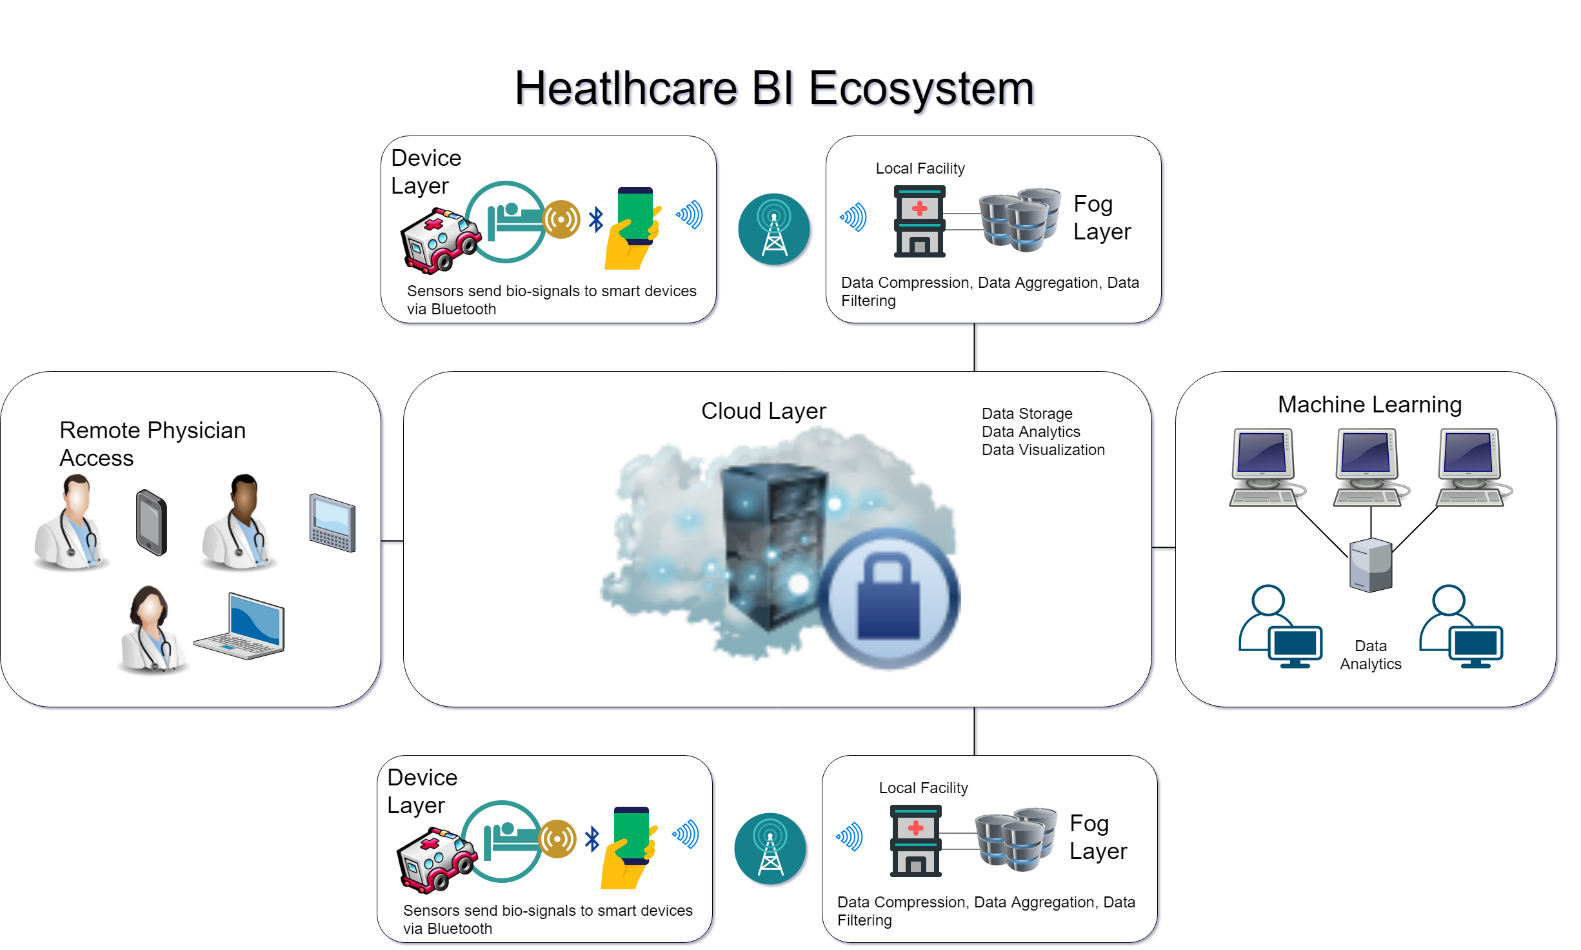 Heatlhcare BI Ecosystem
Device
Layer
Sensors send bio-signals to smart devices
via Bluetooth
Local Facility
Fog
Layer
Data Compression, Data Aggregation, Data
Filtering
Remote Physician
Access
Cloud Layer
Data Storage
Data Analytics
Data Visualization
Machine Learning
Data
Analytics
Device
Layer
Sensors send bio-signals to smart devices
via Bluetooth
Local Facility
Fog
Layer
Data Compression, Data Aggregation, Data
Filtering